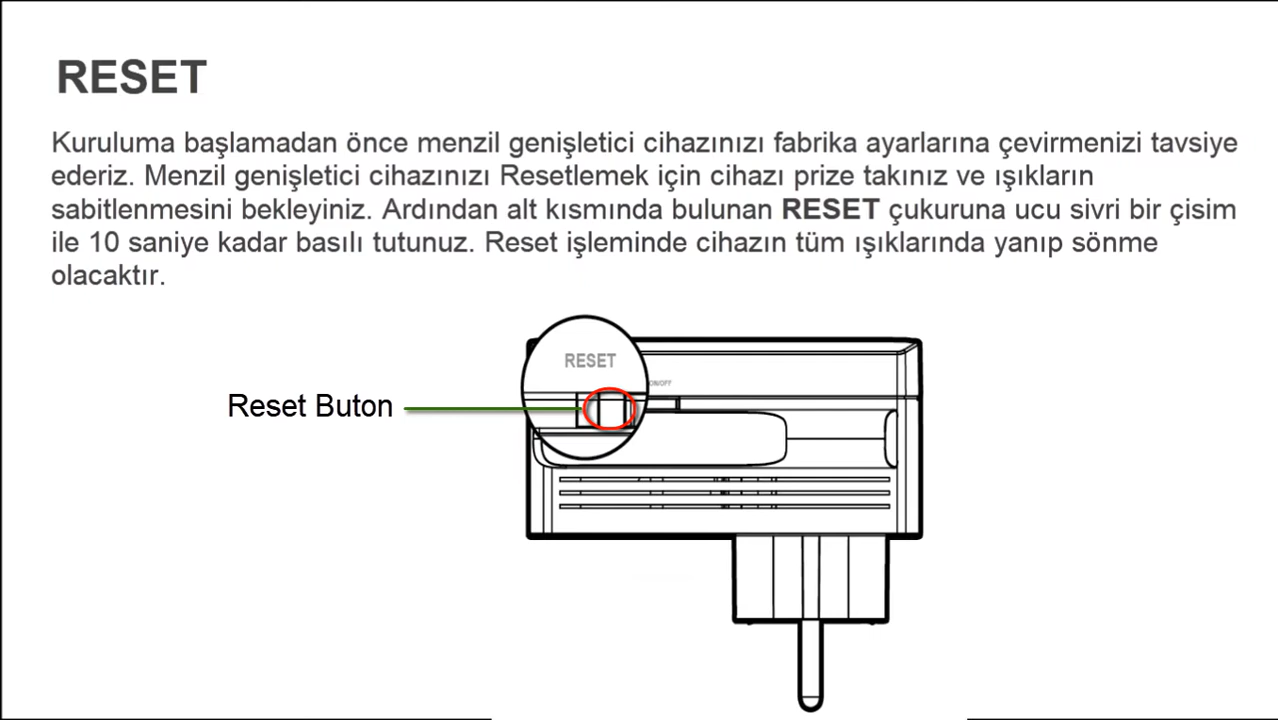 RESET
Kuruluma başlamadan önce menzil genişletici cihazınızı fabrika ayarlarına çevirmenizi tavsiye
ederiz. Menzil genişletici cihazınızı Resetlemek için cihazı prize takınız ve ışıkların
sabitlenmesini bekleyiniz. Ardından alt kısmında bulunan RESET çukuruna ucu sivri bir çisim
ile 10 saniye kadar basılı tutunuz. Reset işleminde cihazın tüm ışıklarında yanıp sönme
olacaktır.
RESET
ON/OFF
Reset Buton